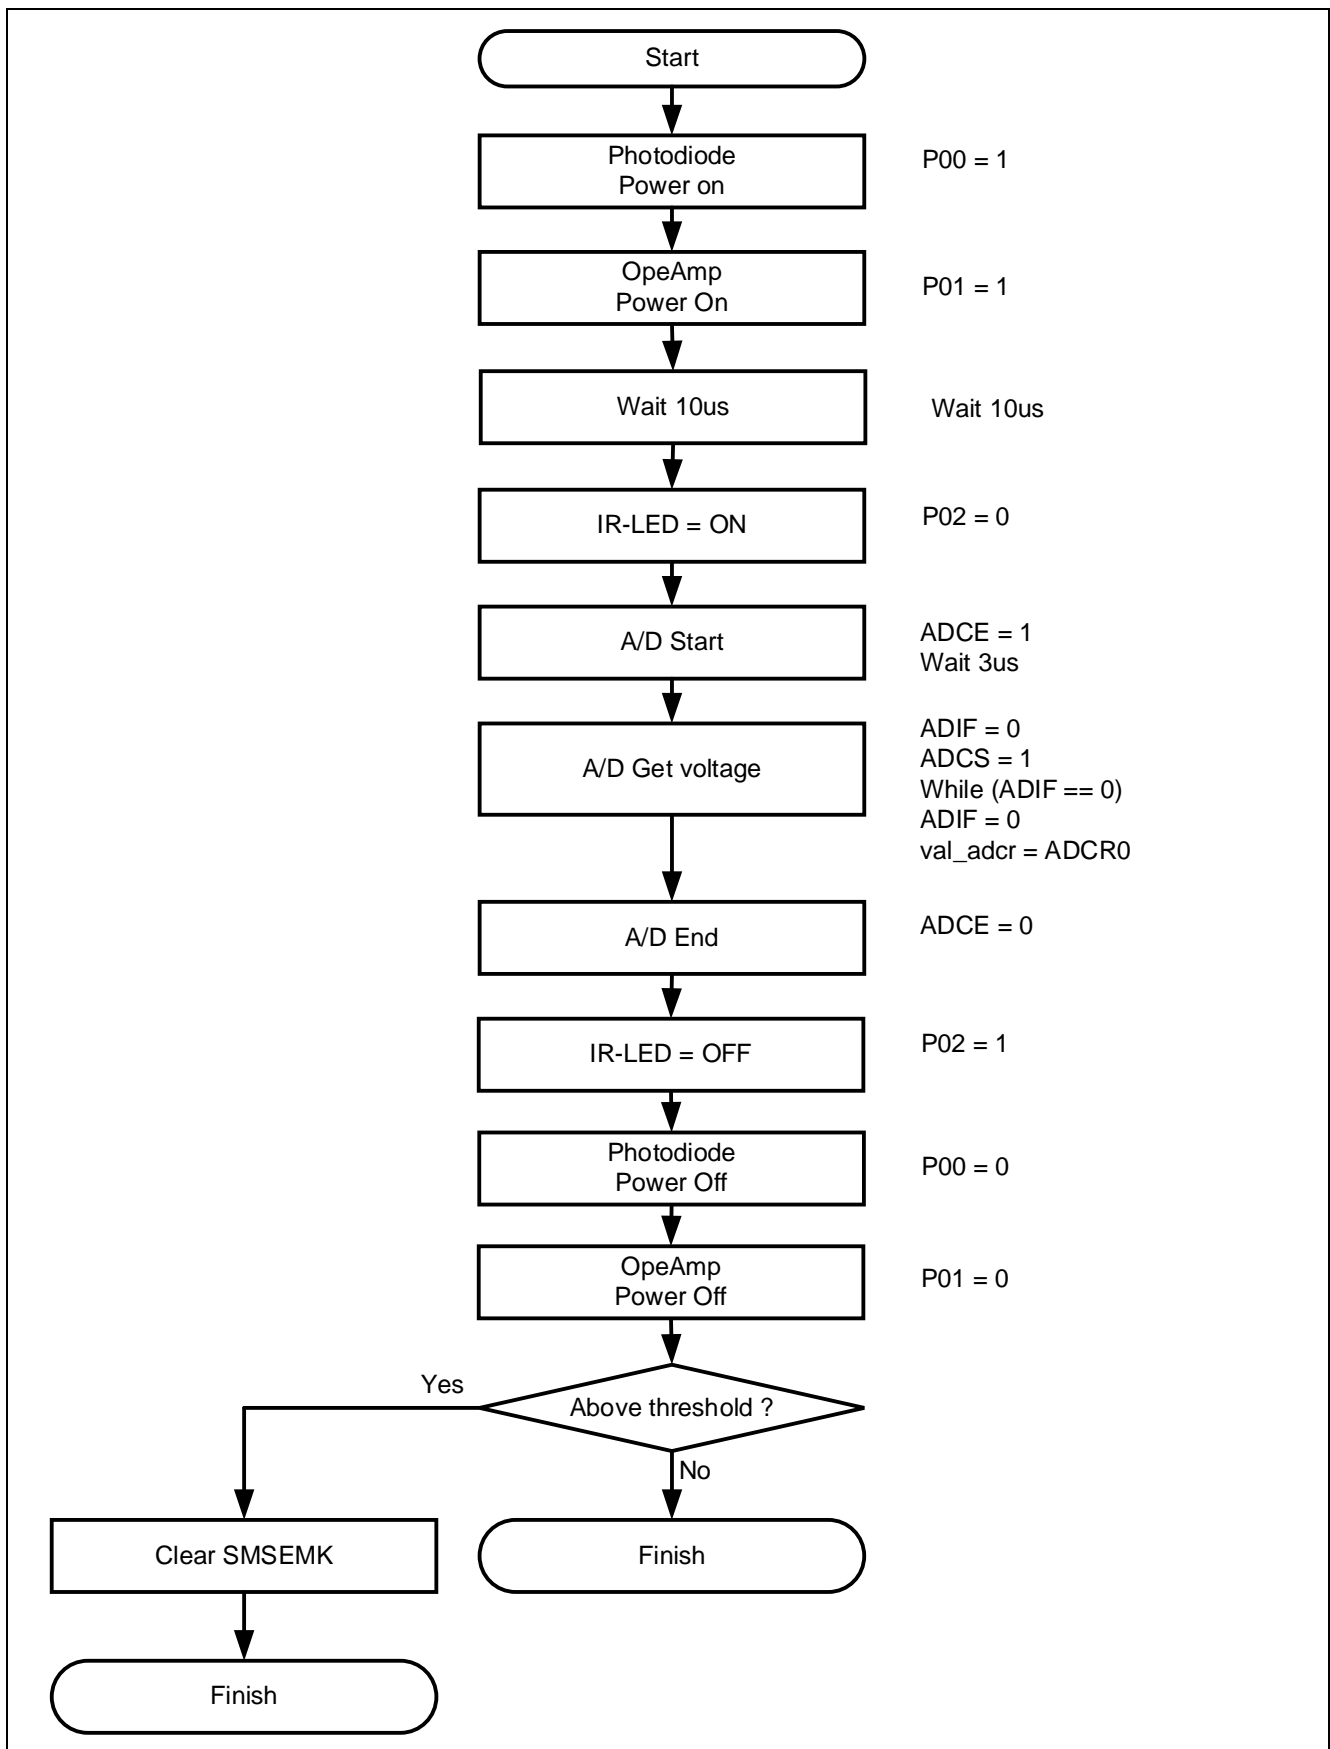 Start
Photodiode
Power on
P00 = 1
OpeAmp
Power On
P01 = 1
Wait 10us
Wait 10us
IR-LED = ON
P02 = 0
A/D Start
ADCE = 1
Wait 3us
A/D Get voltage
ADIF = 0
ADCS = 1
While (ADIF == 0)
ADIF = 0
val_adcr = ADCR0
A/D End
ADCE = 0
IR-LED = OFF
P02 = 1
Photodiode
Power Off
P00 = 0
OpeAmp
Power Off
P01 = 0
Yes
Above threshold ?
No
Clear SMSEMK
Finish
Finish